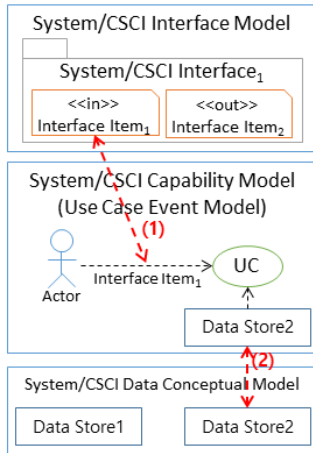 System/CSCI Interface Model
System/CSCI Interface1
<<in>>
Interface Item1
<<out>>
Interface Item2
System/CSCI Capability Model
(Use Case Event Model)
(1)
Actor
Interface Item1
UC
Data Store2
(2)
System/CSCI Data Conceptual Model
Data Store1
Data Store2